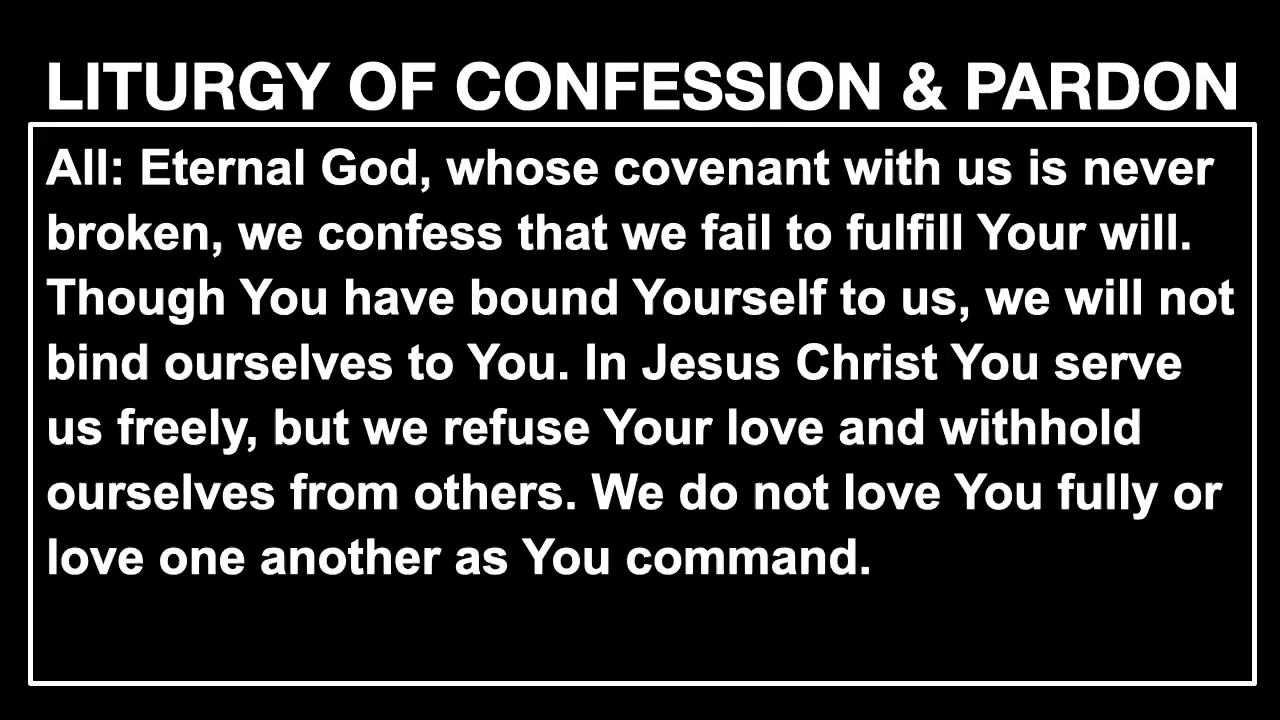 LITURGY OF CONFESSION & PARDON
All: Eternal God, whose covenant with us is never
broken, we confess that we fail to fulfill Your will.
Though You have bound Yourself to us, we will not
bind ourselves to You. In Jesus Christ You serve
us freely, but we refuse Your love and withhold
ourselves from others. We do not love You fully or
love one another as You command.